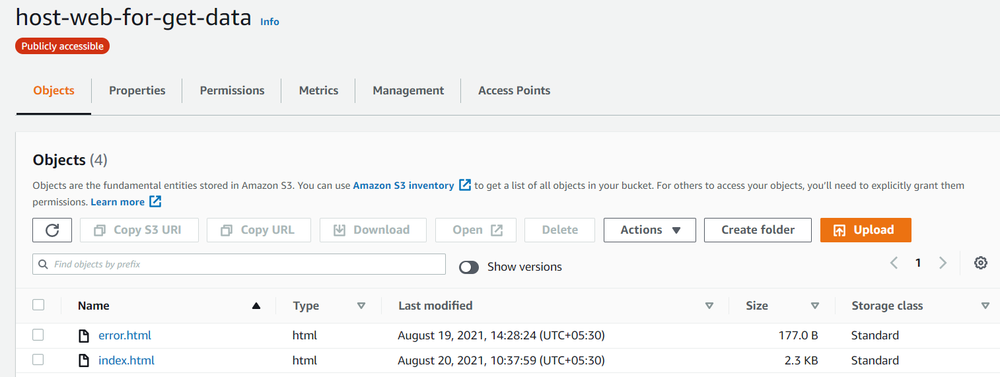 host-web-for-get-data Info
Publicly accessible
Objects Properties Permissions Metrics Management Access Points
Objects (4)
Objects are the fundamental entities stored in Amazon S3. You can use Amazon S3 inventory to get a list of all objects in your bucket. For others to access your objects, you'll need to explicitly grant them
permissions. Learn more
Copy S3 URI Copy URL Download Open Delete Actions Create folder Upload
Find objects by prefix Show versions 1
Name Type Last modified Size Storage class
error.html html August 19, 2021, 14:28:24 (UTC+05:30) 177.0 B Standard
index.html html August 20, 2021, 10:37:59 (UTC+05:30) 2.3 KB Standard